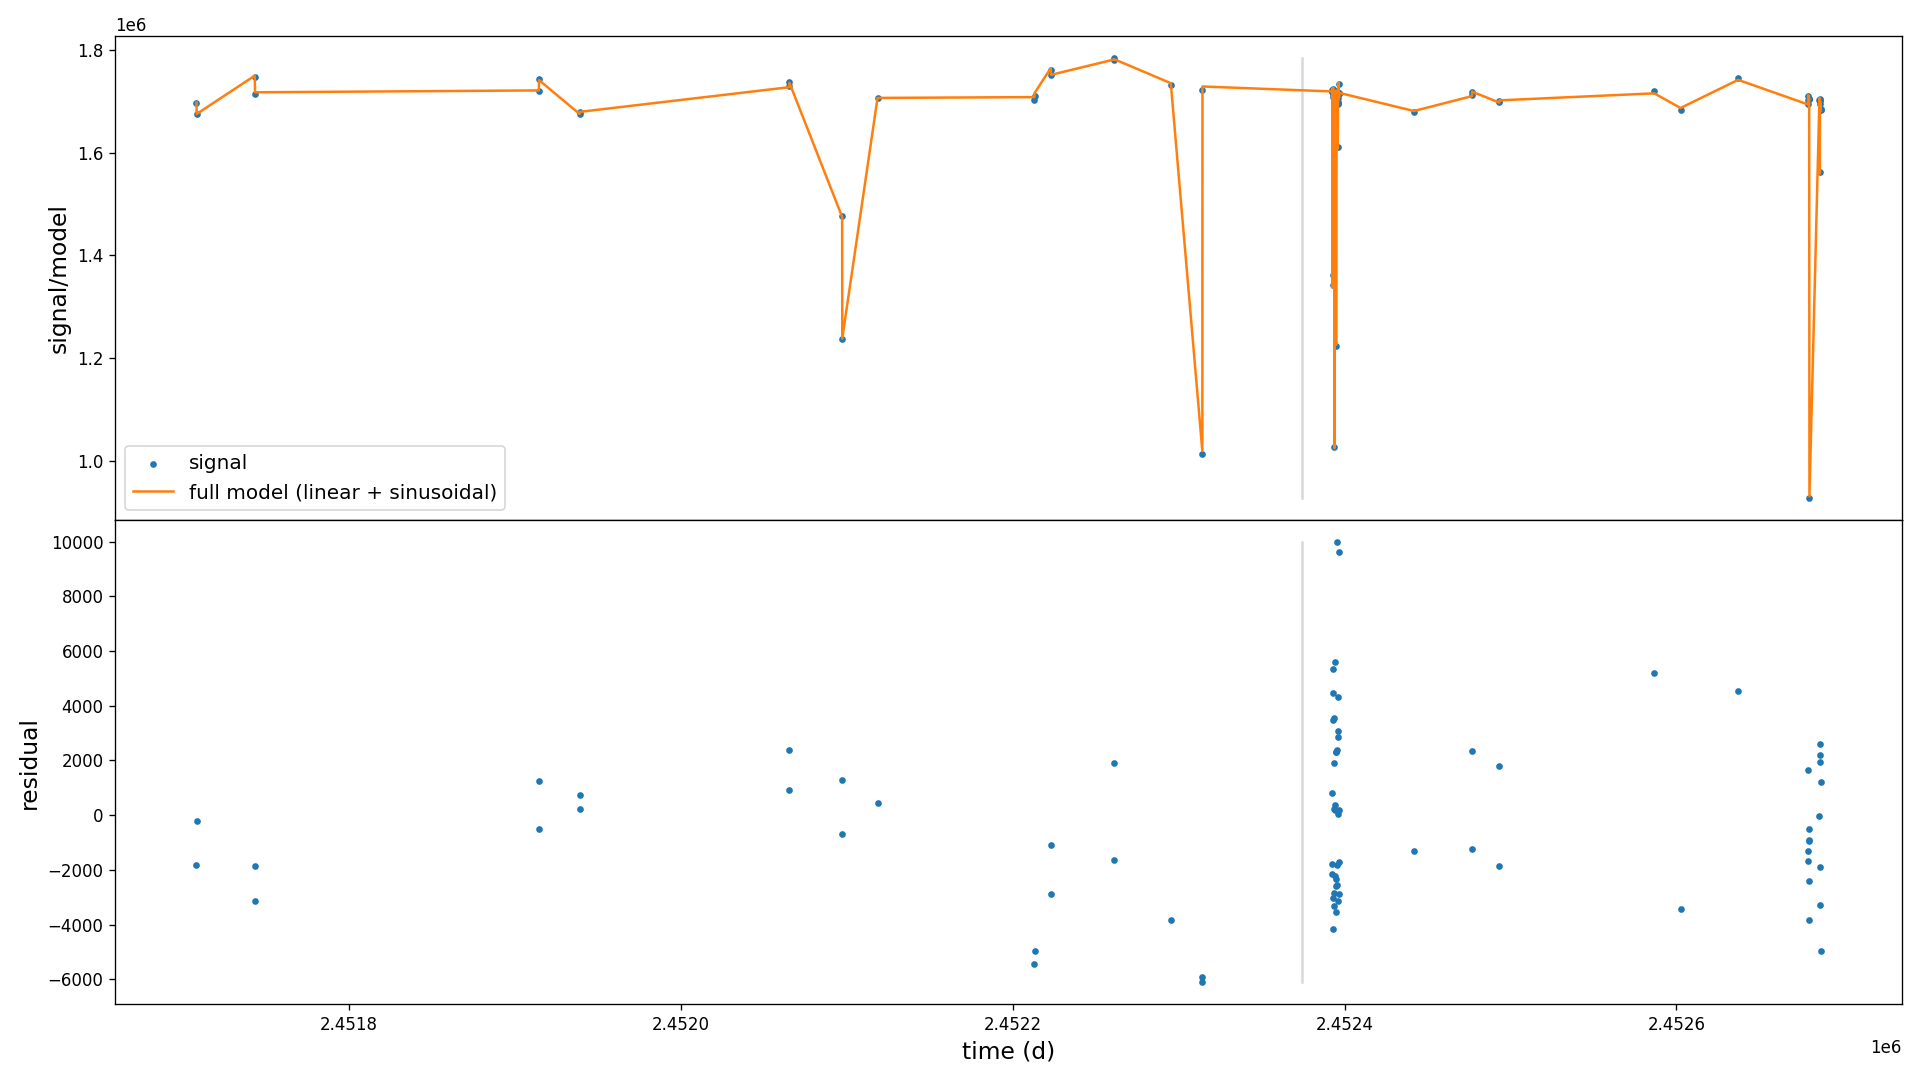 1e6
1.8
1.6
1.4
1.2
1.0
signal/model
signal
full model (linear + sinusoidal)
10000
8000
6000
4000
2000
0
−2000
−4000
−6000
residual
2.4518 2.4520 2.4522 2.4524 2.4526
time (d)
1e6